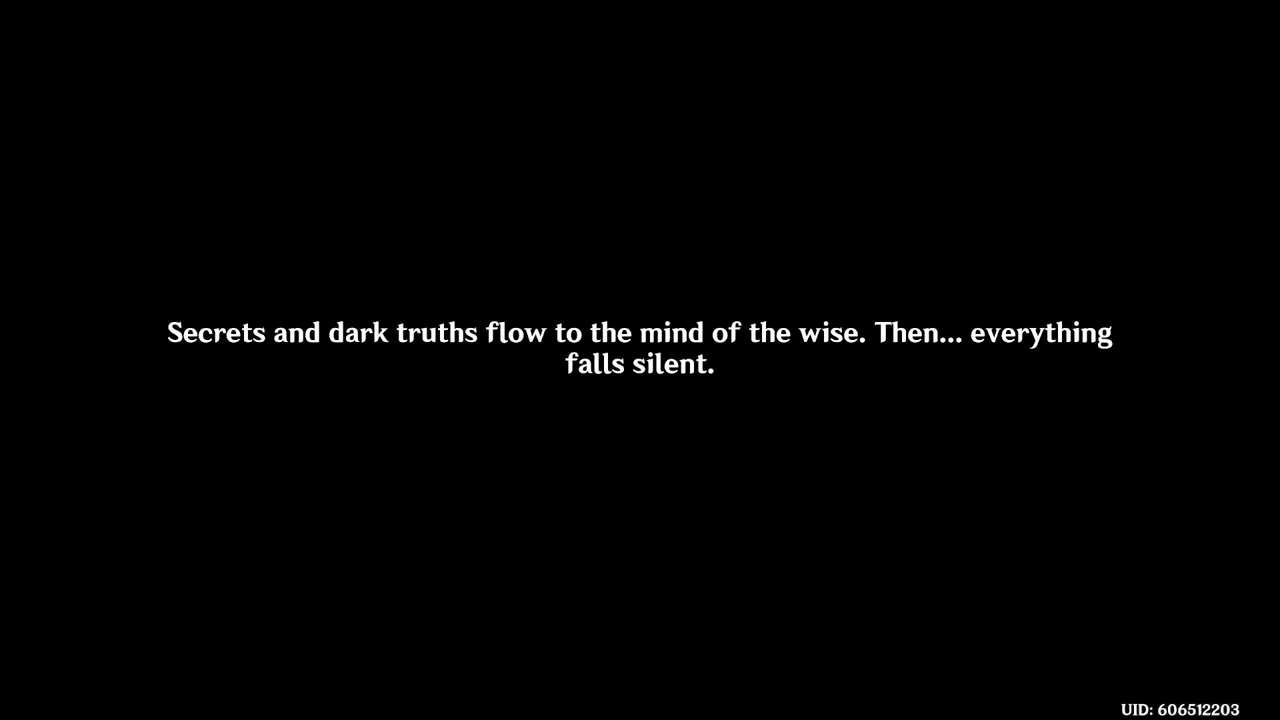 Secrets and dark truths flow to the mind of the wise. Then... everything
falls silent.
UID: 606512203